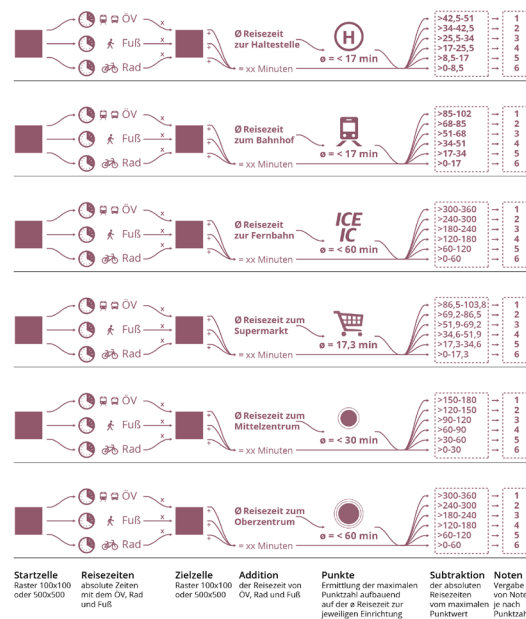 ÖV x >42,5-51 → 1
>34-42,5 → 2
Ø Reisezeit >25,5-34 → 3
Fuß x zur Haltestelle H >17-25,5 → 4
ø = < 17 min >8,5-17 → 5
Rad = xx Minuten >0-8,5 → 6
ÖV x >85-102 → 1
>68-85 → 2
Ø Reisezeit >51-68 → 3
Fuß x zum Bahnhof >34-51 → 4
ø = < 17 min >17-34 → 5
Rad = xx Minuten >0-17 → 6
ÖV x >300-360 → 1
>240-300 → 2
Ø Reisezeit ICE >180-240 → 3
Fuß x zur Fernbahn IC >120-180 → 4
ø = < 60 min >60-120 → 5
Rad = xx Minuten >0-60 → 6
ÖV x >86,5-103,8 → 1
>69,2-86,5 → 2
Ø Reisezeit zum >51,9-69,2 → 3
Fuß x Supermarkt >34,6-51,9 → 4
ø = 17,3 min >17,3-34,6 → 5
Rad = xx Minuten >0-17,3 → 6
ÖV x >150-180 → 1
>120-150 → 2
Ø Reisezeit zum >90-120 → 3
Fuß x Mittelzentrum >60-90 → 4
ø = < 30 min >30-60 → 5
Rad = xx Minuten >0-30 → 6
ÖV x >300-360 → 1
>240-300 → 2
Ø Reisezeit zum >180-240 → 3
Fuß x Oberzentrum >120-180 → 4
ø = < 60 min >60-120 → 5
Rad = xx Minuten >0-60 → 6
Startzelle
Raster 100x100
oder 500x500
Reisezeiten
absolute Zeiten
mit dem ÖV, Rad
und Fuß
Zielzelle
Raster 100x100
oder 500x500
Addition
der Reisezeit von
ÖV, Rad und Fuß
Punkte
Ermittlung der maximalen
Punktzahl aufbauend
auf der ø Reisezeit zur
jeweiligen Einrichtung
Subtraktion
der absoluten
Reisezeiten
vom maximalen
Punktwert
Noten
Vergabe
von Note
je nach
Punktzah